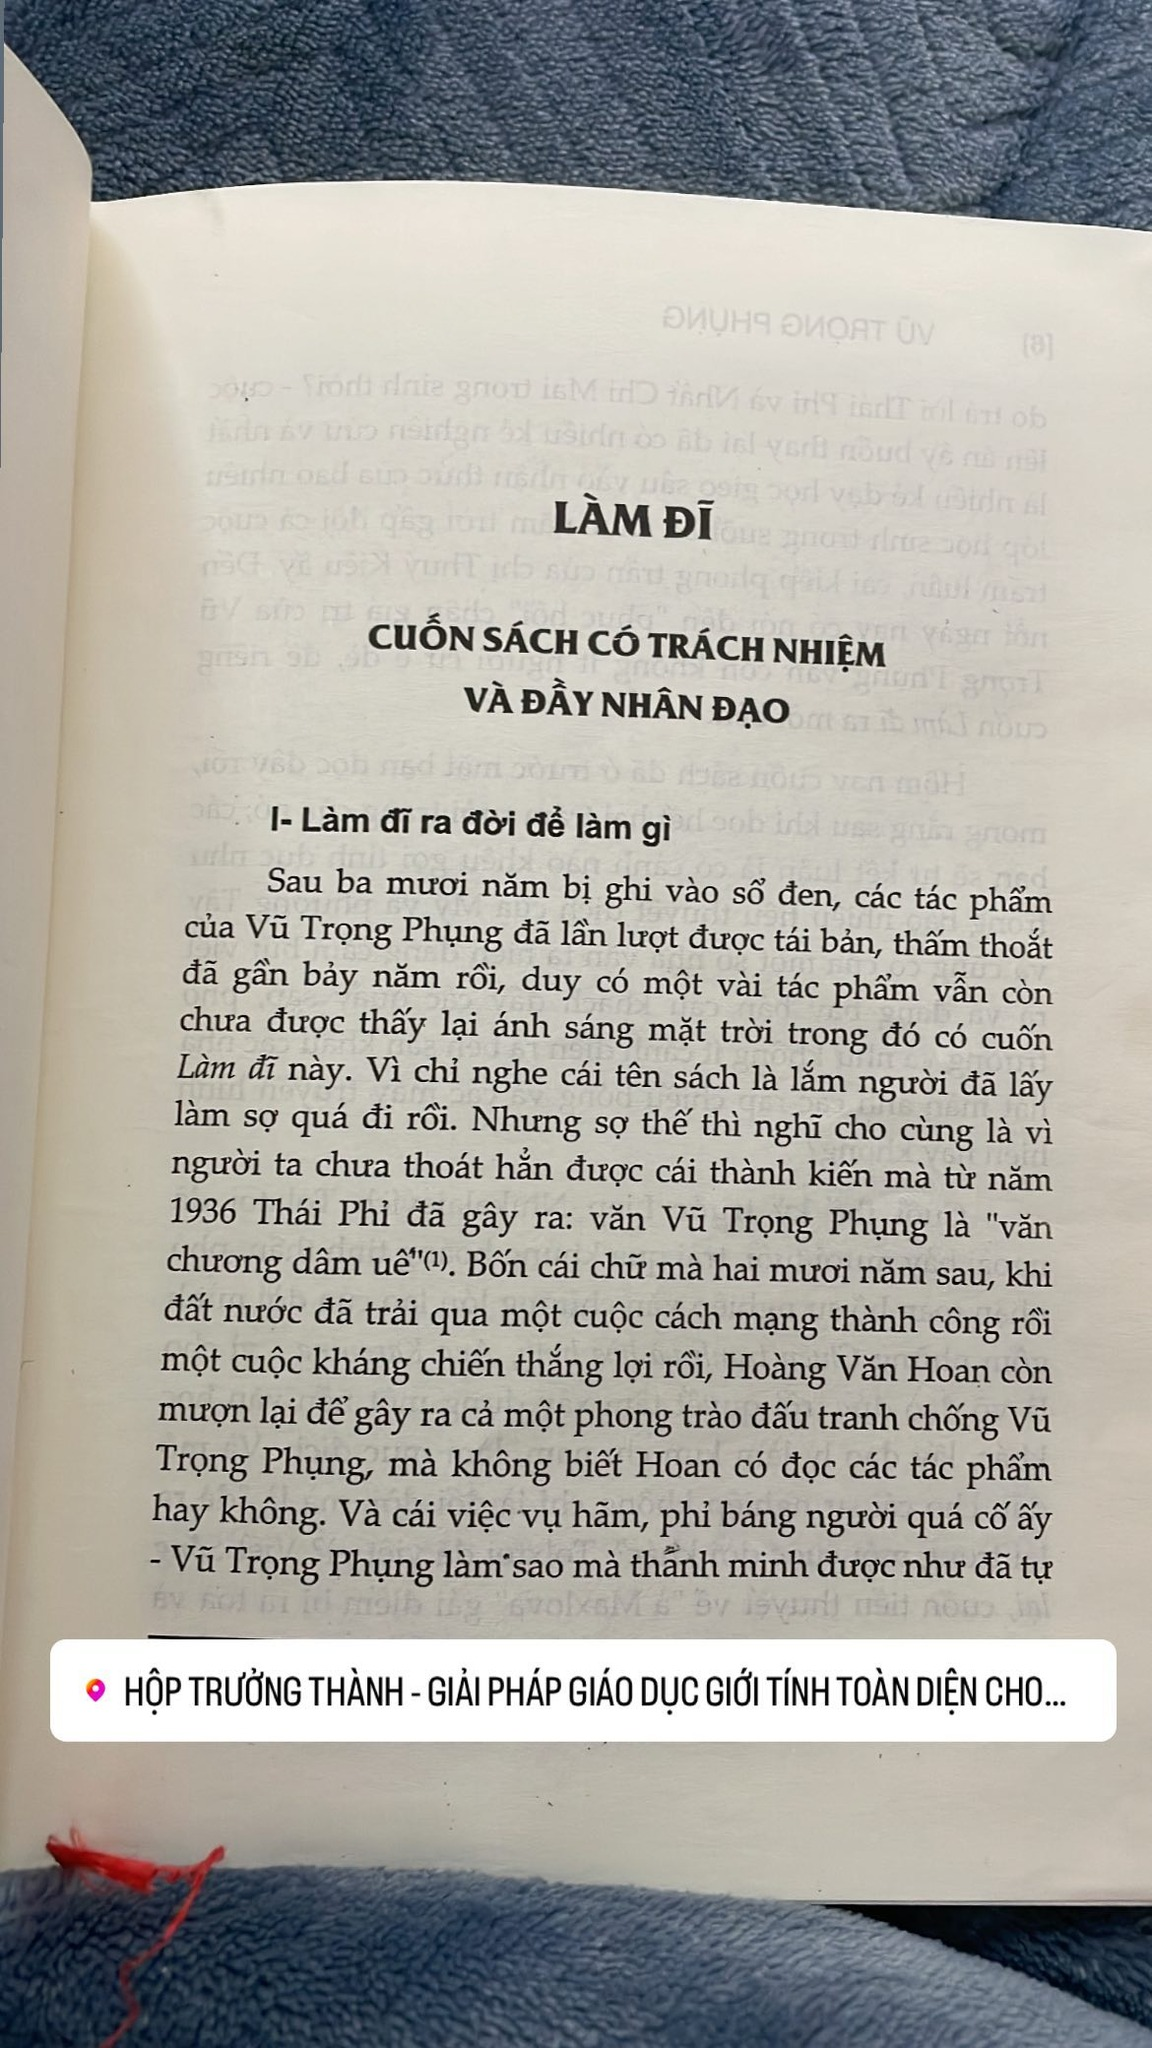 LÀM ĐĨ
CUỐN SÁCH CÓ TRÁCH NHIỆM
VÀ ĐẦY NHÂN ĐẠO
I- Làm đĩ ra đời để làm gì
Sau ba mươi năm bị ghi vào sổ đen, các tác phẩm
của Vũ Trọng Phụng đã lần lượt được tái bản, thấm thoắt
đã gần bảy năm rồi, duy có một vài tác phẩm vẫn còn
chưa được thấy lại ánh sáng mặt trời trong đó có cuốn
Làm đĩ này. Vì chỉ nghe cái tên sách là lắm người đã lấy
làm sợ quá đi rồi. Nhưng sợ thế thì nghĩ cho cùng là vì
người ta chưa thoát hẳn được cái thành kiến mà từ năm
1936 Thái Phỉ đã gây ra: văn Vũ Trọng Phụng là "văn
chương dâm uế"(1). Bốn cái chữ mà hai mươi năm sau, khi
đất nước đã trải qua một cuộc cách mạng thành công rồi
một cuộc kháng chiến thắng lợi rồi, Hoàng Văn Hoan còn
mượn lại để gây ra cả một phong trào đấu tranh chống Vũ
Trọng Phụng, mà không biết Hoan có đọc các tác phẩm
hay không. Và cái việc vụ hãm, phỉ báng người quá cố ấy
- Vũ Trọng Phụng làm sao mà thanh minh được như đã tự
HỘP TRƯỞNG THÀNH - GIẢI PHÁP GIÁO DỤC GIỚI TÍNH TOÀN DIỆN CHO...